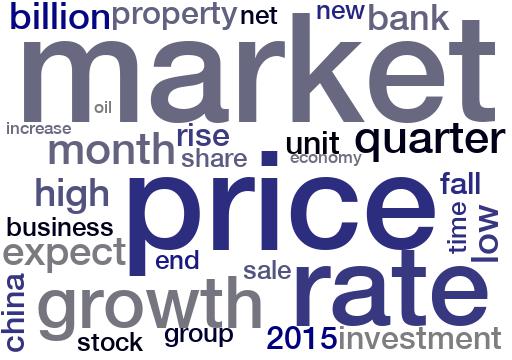 billion property net new bank
market
oil
increase
month rise unit quarter
share economy
high price fall
business time low
expect end
sale rate
china growth
stock group 2015 investment